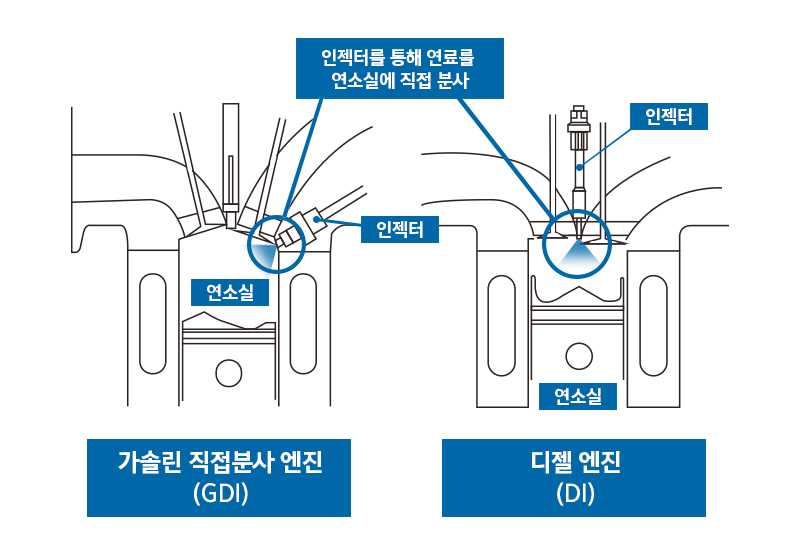 인젝터를 통해 연료를
연소실에 직접 분사
인젝터
인젝터
연소실
연소실
가솔린 직접분사 엔진
(GDI)
디젤 엔진
(DI)